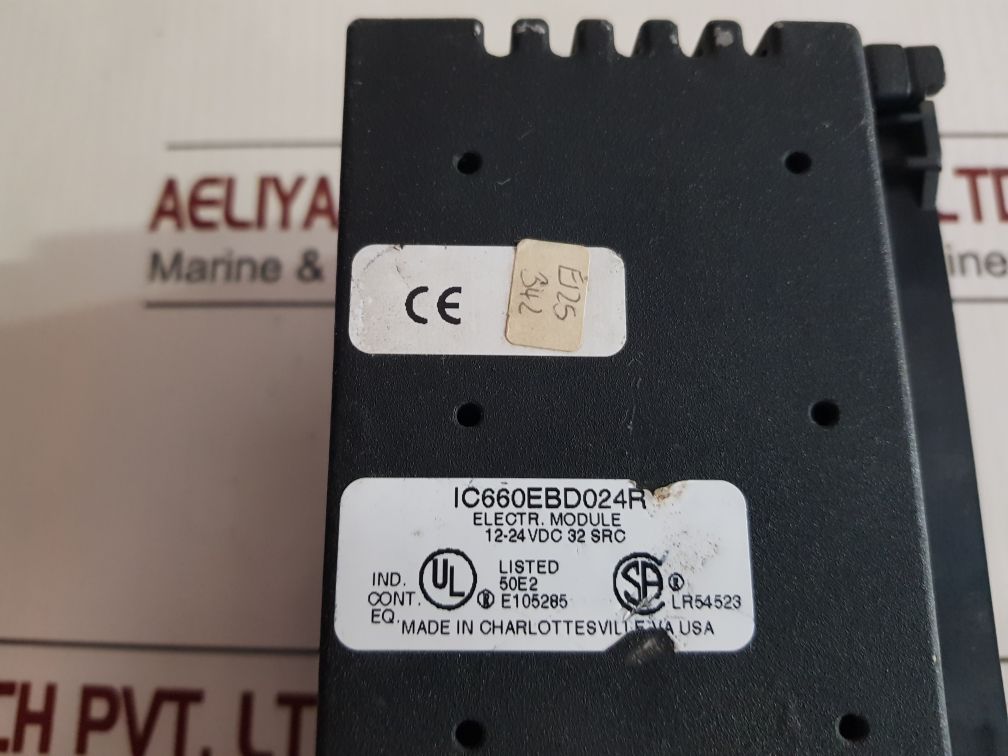 AELIYA
LTD
Marine &
ine
CE
E125
342
IC660EBD024R
ELECTR. MODULE
12-24VDC 32 SRC
IND.
CONT.
EQ.
UL
®
LISTED
50E2
E105285
SA
®
LR54523
MADE IN CHARLOTTESVILLE VA USA
CH PVT. LT